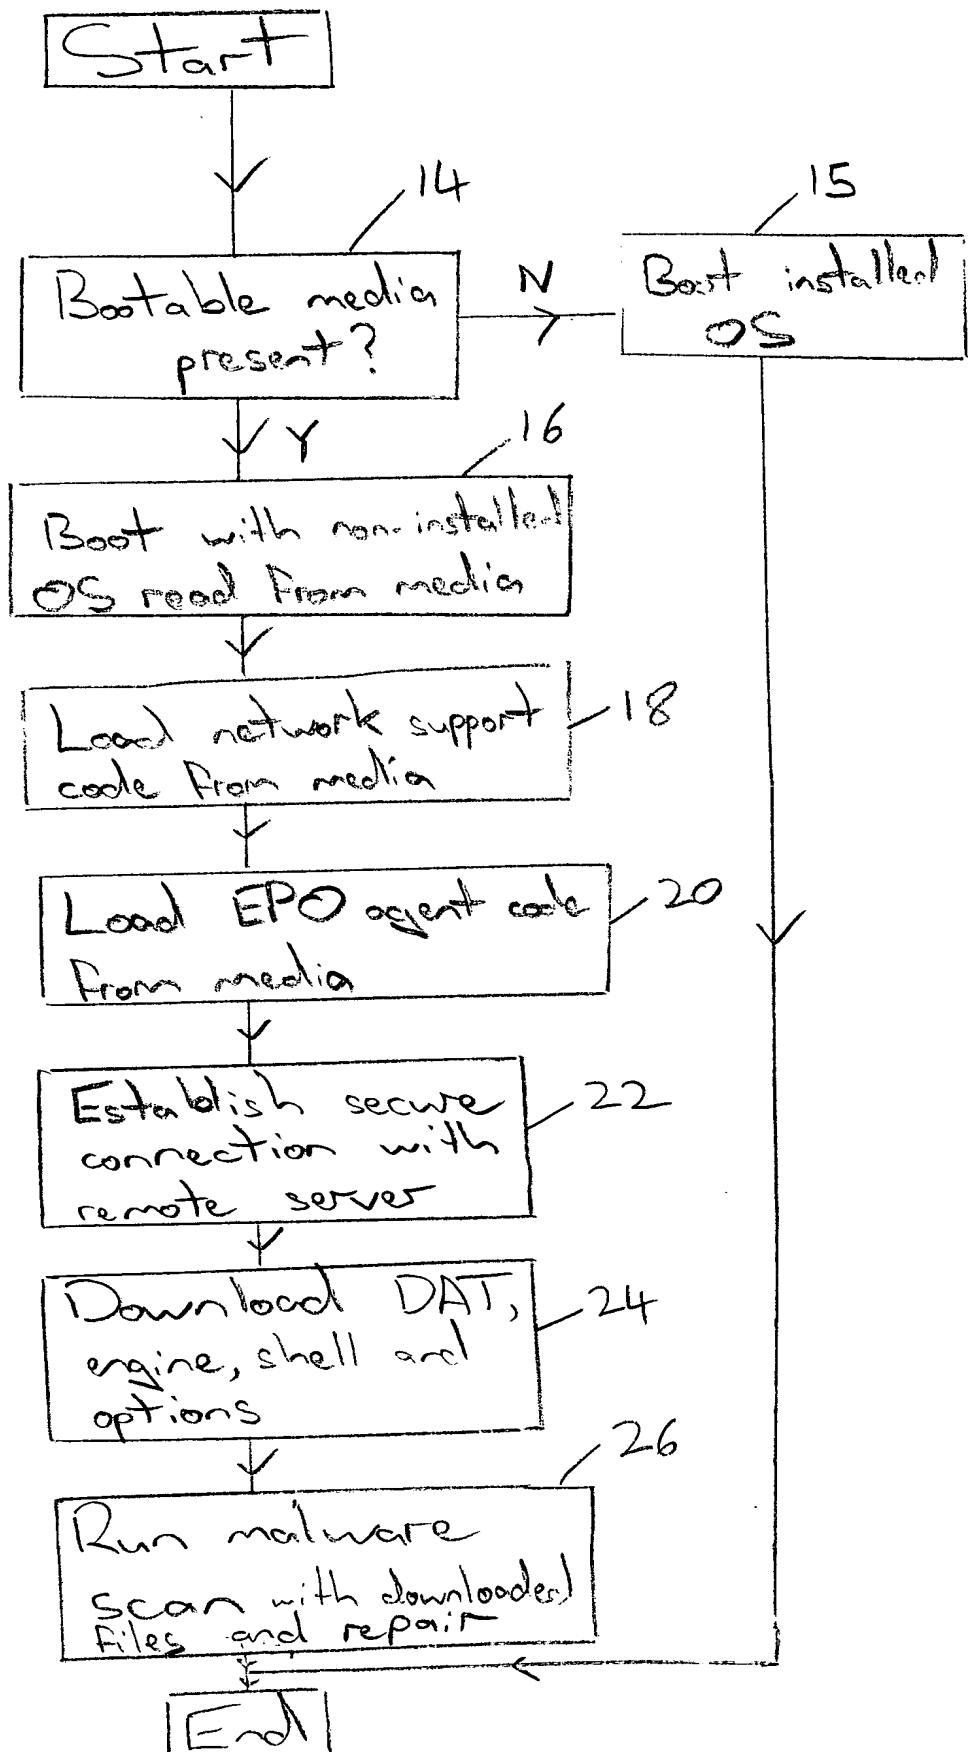 Start
14
15
Bootable media
present?
N
Boot installed
OS
Y
16
Boot with non-installed
OS read from media
Load network support
code from media
18
Load EPO agent code
from media
20
Establish secure
connection with
remote server
22
Download DAT,
engine, shell and
options
24
26
Run malware
scan with downloaded
files and repair
End